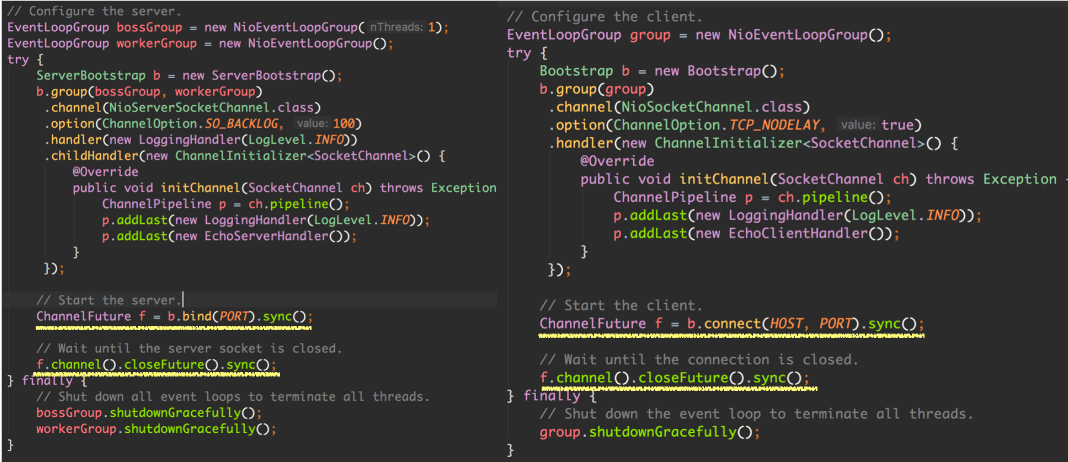 // Configure the server.
EventLoopGroup bossGroup = new NioEventLoopGroup( nThreads: 1);
EventLoopGroup workerGroup = new NioEventLoopGroup();
try {
    ServerBootstrap b = new ServerBootstrap();
    b.group(bossGroup, workerGroup)
     .channel(NioServerSocketChannel.class)
     .option(ChannelOption.SO_BACKLOG, value: 100)
     .handler(new LoggingHandler(LogLevel.INFO))
     .childHandler(new ChannelInitializer<SocketChannel>() {
         @Override
         public void initChannel(SocketChannel ch) throws Exception
             ChannelPipeline p = ch.pipeline();
             p.addLast(new LoggingHandler(LogLevel.INFO));
             p.addLast(new EchoServerHandler());
         }
     });
    // Start the server.
    ChannelFuture f = b.bind(PORT).sync();
    // Wait until the server socket is closed.
    f.channel().closeFuture().sync();
} finally {
    // Shut down all event loops to terminate all threads.
    bossGroup.shutdownGracefully();
    workerGroup.shutdownGracefully();
}
// Configure the client.
EventLoopGroup group = new NioEventLoopGroup();
try {
    Bootstrap b = new Bootstrap();
    b.group(group)
     .channel(NioSocketChannel.class)
     .option(ChannelOption.TCP_NODELAY, value: true)
     .handler(new ChannelInitializer<SocketChannel>() {
         @Override
         public void initChannel(SocketChannel ch) throws Exception
             ChannelPipeline p = ch.pipeline();
             p.addLast(new LoggingHandler(LogLevel.INFO));
             p.addLast(new EchoClientHandler());
         }
     });
    // Start the client.
    ChannelFuture f = b.connect(HOST, PORT).sync();
    // Wait until the connection is closed.
    f.channel().closeFuture().sync();
} finally {
    // Shut down the event loop to terminate all threads.
    group.shutdownGracefully();
}